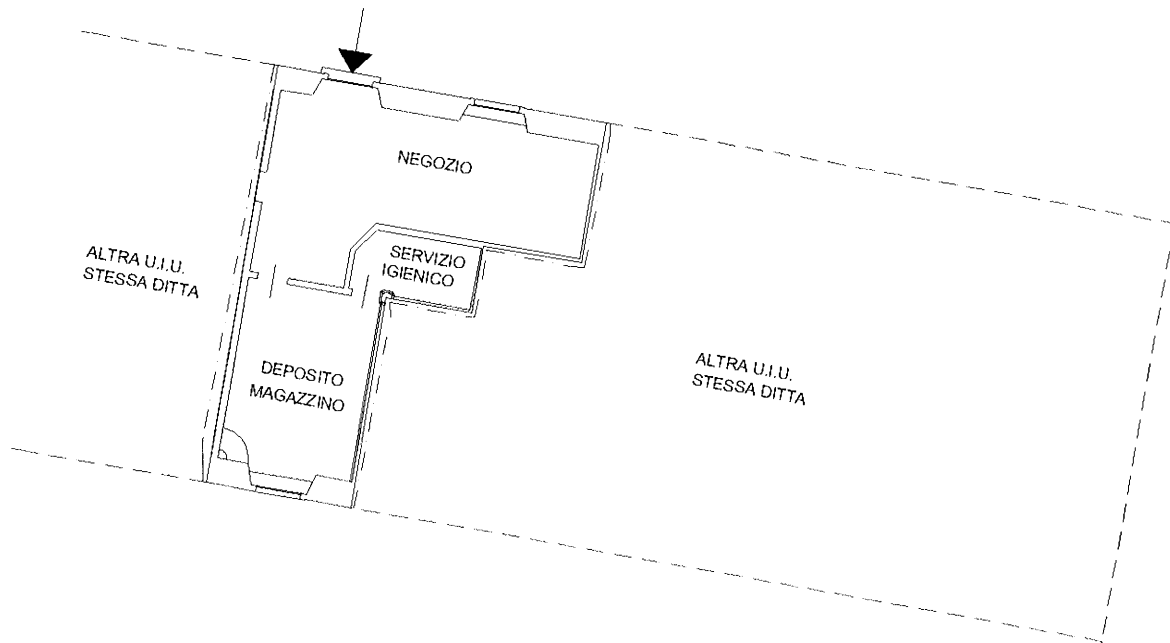 NEGOZIO
SERVIZIO
IGIENICO
ALTRA U.I.U.
STESSA DITTA
DEPOSITO
MAGAZZINO
ALTRA U.I.U.
STESSA DITTA